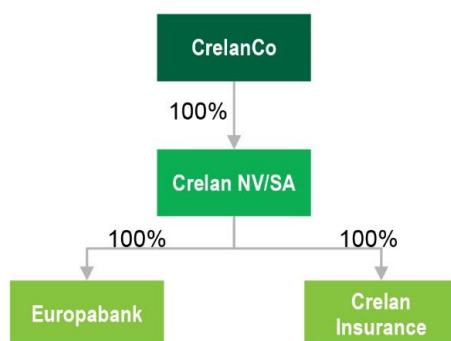 CrelanCo
100%
Crelan NV/SA
100%
100%
Europabank
Crelan
Insurance